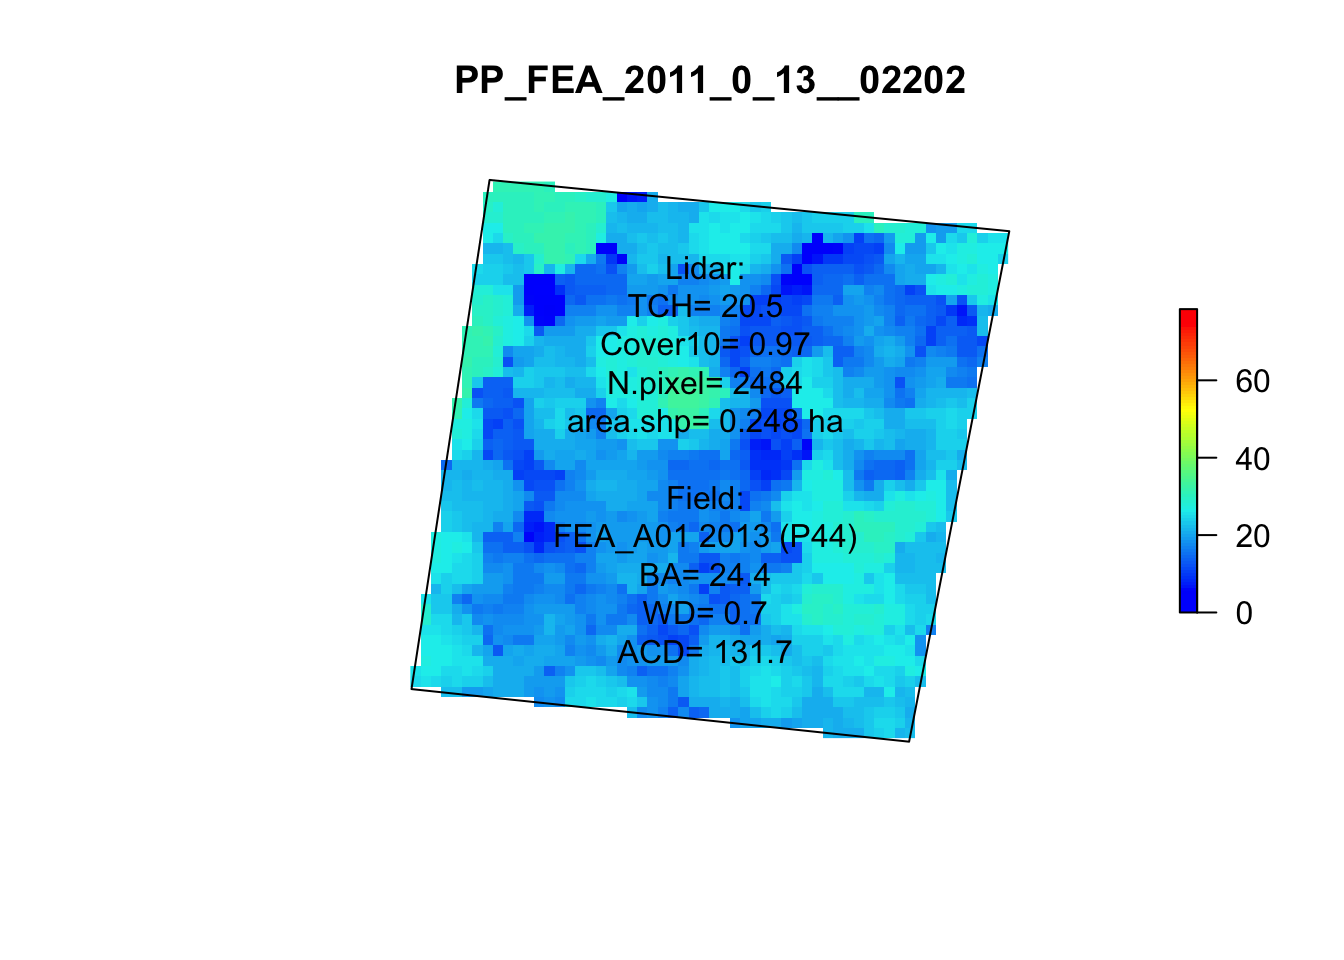 PP_FEA_2011_0_13__02202
Lidar:
TCH= 20.5
Cover10= 0.97
N.pixel= 2484
area.shp= 0.248 ha
Field:
FEA_A01 2013 (P44)
BA= 24.4
WD= 0.7
ACD= 131.7
60
40
20
0